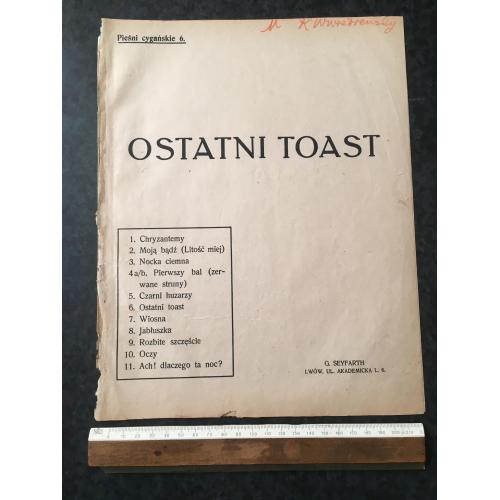 Pieśni cygańskie 6.
OSTATNI TOAST
1. Chryzantemy
2. Moją bądź (Litość miej)
3. Nocka ciemna
4a/b. Pierwszy bal (zer-
wane struny)
5. Czarni huzarzy
6. Ostatni toast
7. Wiosna
8. Jabłuszka
9. Rozbite szczęście
10. Oczy
11. Ach! dlaczego ta noc?
G. SEYFARTH
LWÓW, UL. AKADEMICKA L. 6.